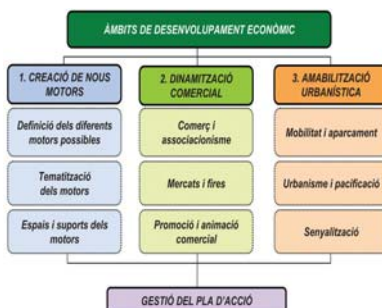 ÀMBITS DE DESENVOLUPAMENT ECONÒMIC
1. CREACIÓ DE NOUS
MOTORS
Definició dels diferents
motors possibles
Tematització
dels motors
Espais i suports dels
motors
2. DINAMITZACIÓ
COMERCIAL
Comerç i
associacionisme
Mercats i fires
Promoció i animació
comercial
3. AMABILITZACIÓ
URBANÍSTICA
Mobilitat i aparcament
Urbanisme i pacificació
Senyalització
GESTIÓ DEL PLA D'ACCIÓ